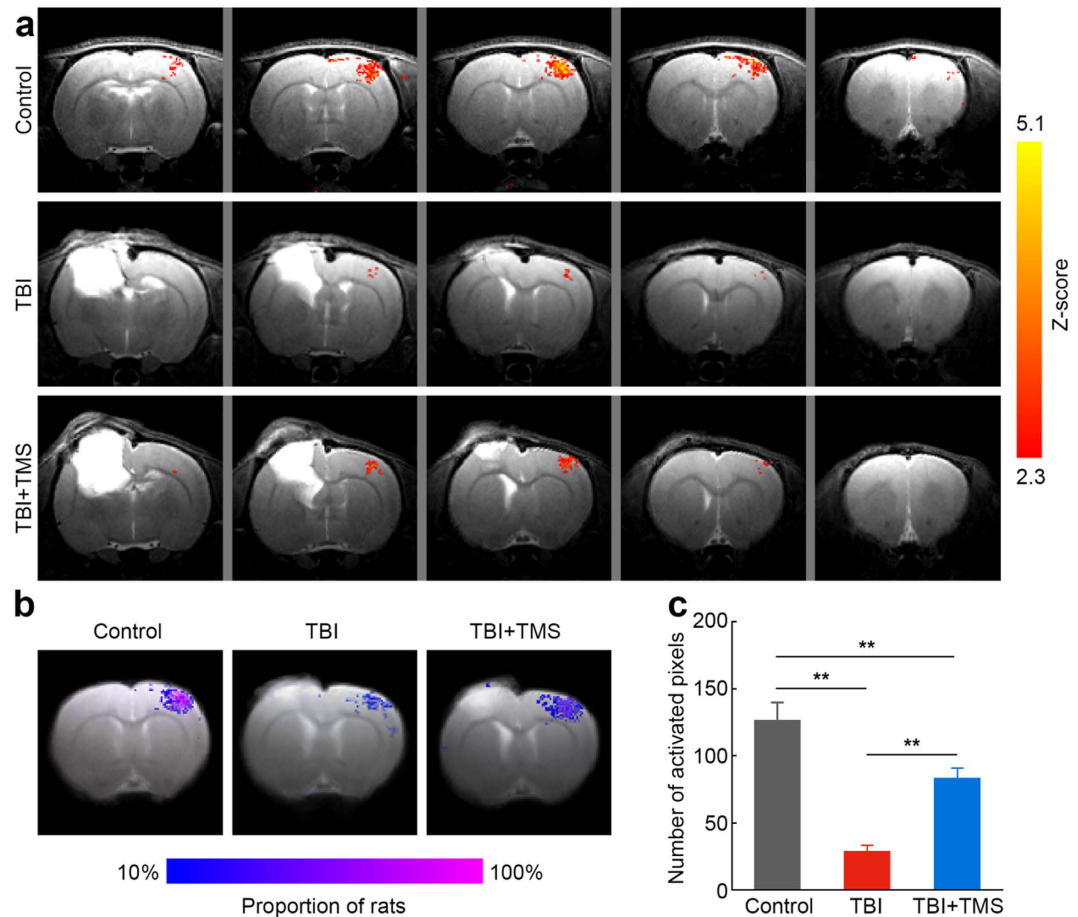 a
Control
TBI
TBI+TMS
5.1
Z-score
2.3
b
Control TBI TBI+TMS
10% 100%
Proportion of rats
c
Number of activated pixels
200
150
100
50
0
**
**
**
Control TBI TBI+TMS